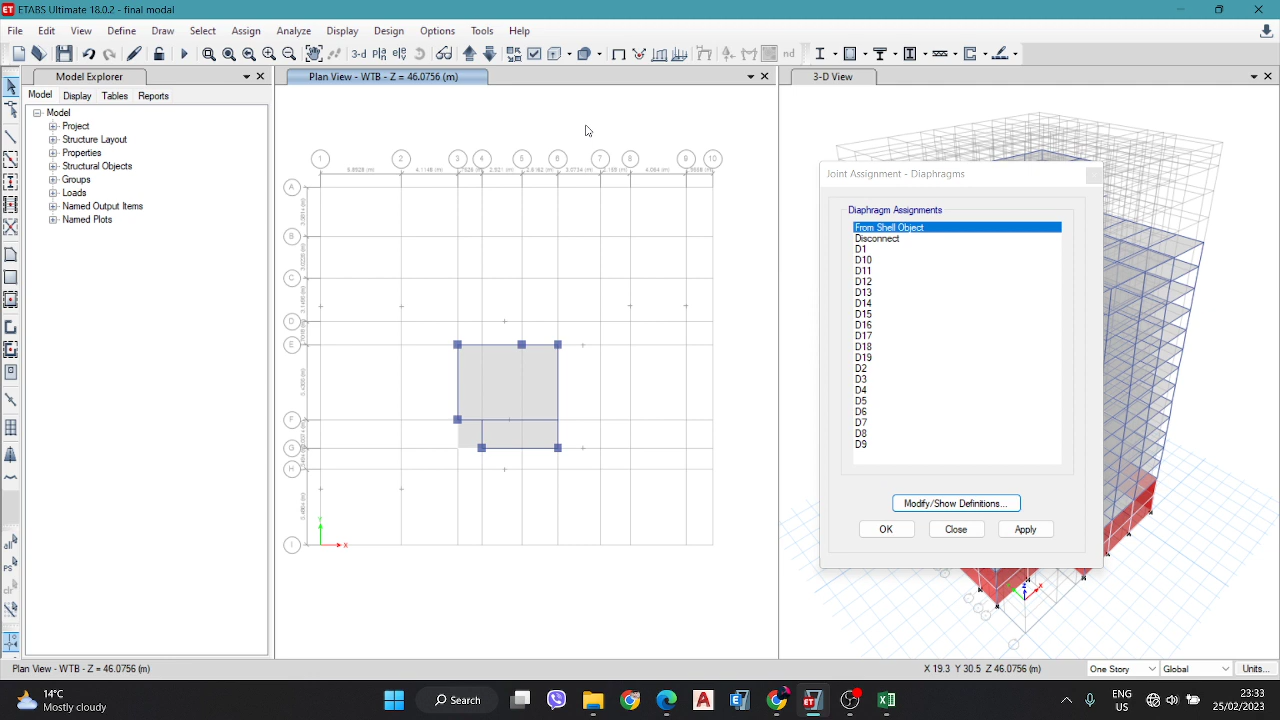 ETABS Ultimate 18.0.2 - final modal
File Edit View Define Draw Select Assign Analyze Display Design Options Tools Help
3-d nd
Model Explorer
Plan View - WTB - Z = 46.0756 (m)
3-D View
Model Display Tables Reports
Model
Project
Structure Layout
Properties
Structural Objects
Groups
Loads
Named Output Items
Named Plots
1 2 3 4 5 6 7 8 9 10
A
B
C
D
E
F
G
H
I
Y
X
Joint Assignment - Diaphragms
Diaphragm Assignments
From Shell Object
Disconnect
D1
D10
D11
D12
D13
D14
D15
D16
D17
D18
D19
D2
D3
D4
D5
D6
D7
D8
D9
Modify/Show Definitions...
OK Close Apply
X
Z
all
PS
clr
Plan View - WTB - Z = 46.0756 (m)
X 19.3 Y 30.5 Z 46.0756 (m)
One Story
Global
Units...
14°C
Mostly cloudy
Search
ENG
US
23:33
25/02/2023